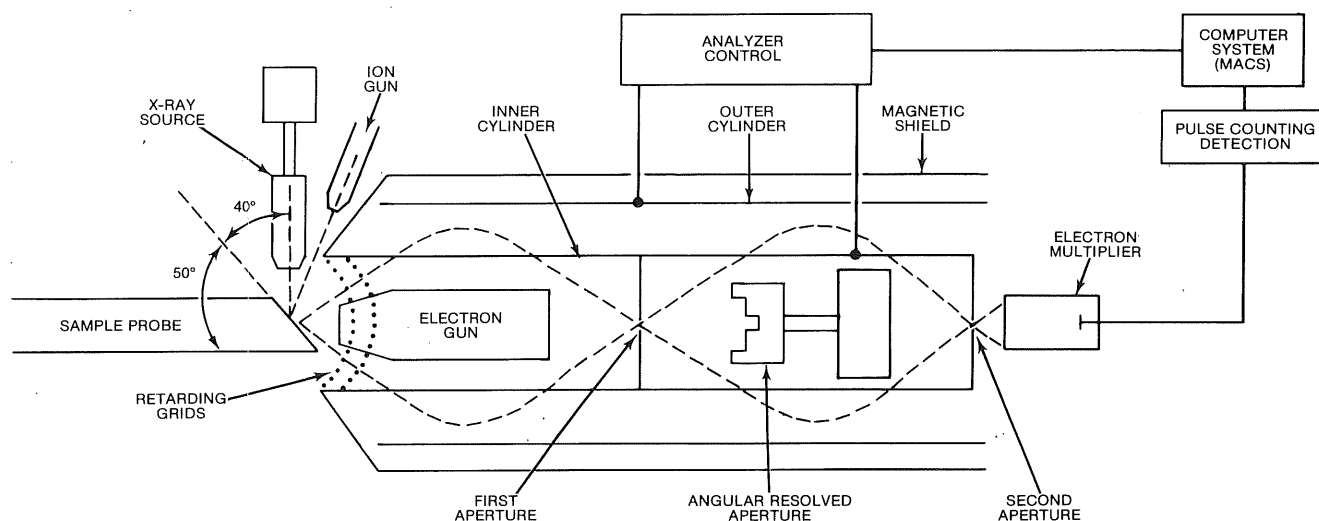 ANALYZER
CONTROL
COMPUTER
SYSTEM
(MACS)
PULSE COUNTING
DETECTION
X-RAY
SOURCE
ION
GUN
INNER
CYLINDER
OUTER
CYLINDER
MAGNETIC
SHIELD
40°
50°
ELECTRON
MULTIPLIER
SAMPLE PROBE
ELECTRON
GUN
RETARDING
GRIDS
FIRST
APERTURE
ANGULAR RESOLVED
APERTURE
SECOND
APERTURE